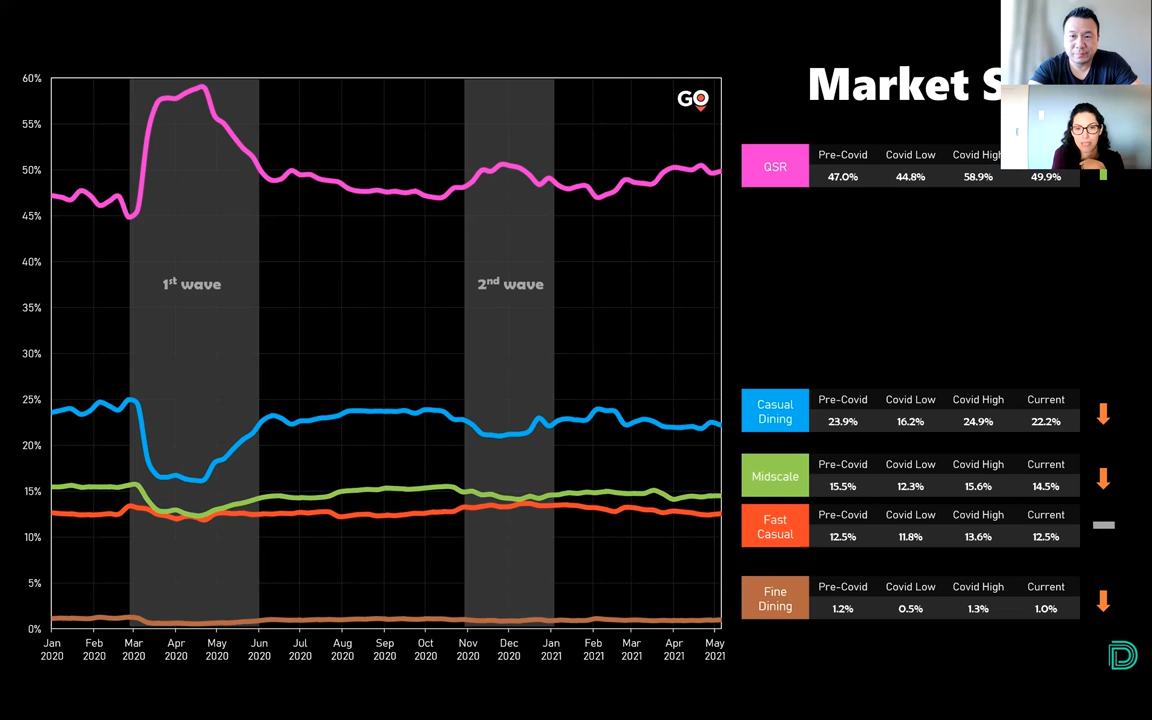 Market S
GO
60%
55%
50%
45%
40%
35%
30%
25%
20%
15%
10%
5%
0%
1st wave
2nd wave
Jan 2020
Feb 2020
Mar 2020
Apr 2020
May 2020
Jun 2020
Jul 2020
Aug 2020
Sep 2020
Oct 2020
Nov 2020
Dec 2020
Jan 2021
Feb 2021
Mar 2021
Apr 2021
May 2021
QSR
Pre-Covid Covid Low Covid High
47.0% 44.8% 58.9% 49.9%
Casual Dining
Pre-Covid Covid Low Covid High Current
23.9% 16.2% 24.9% 22.2%
Midscale
Pre-Covid Covid Low Covid High Current
15.5% 12.3% 15.6% 14.5%
Fast Casual
Pre-Covid Covid Low Covid High Current
12.5% 11.8% 13.6% 12.5%
Fine Dining
Pre-Covid Covid Low Covid High Current
1.2% 0.5% 1.3% 1.0%